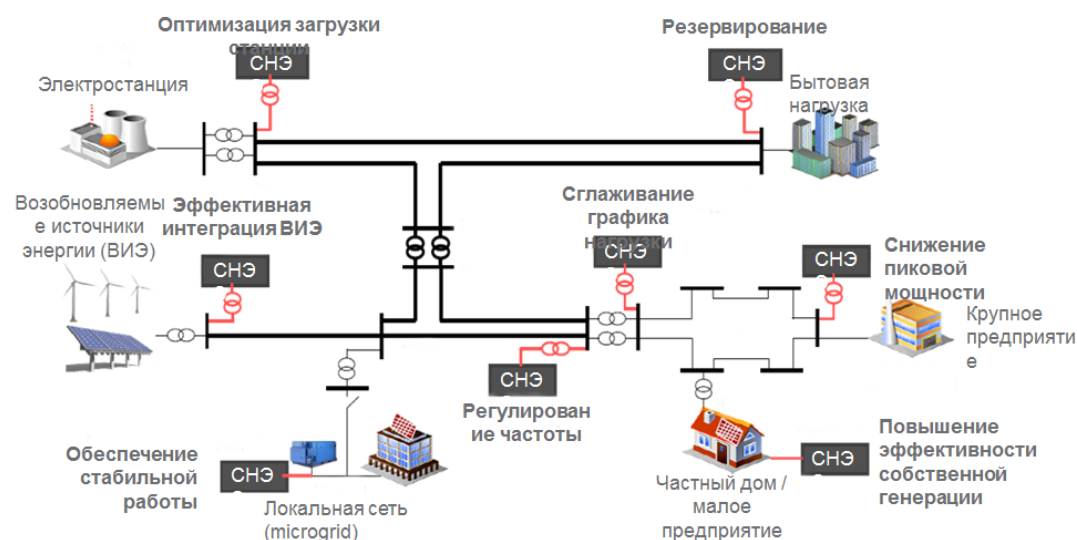 Оптимизация загрузки
станции
СНЭ
Резервирование
СНЭ
Электростанция
Бытовая
нагрузка
Возобновляемы
е источники
энергии (ВИЭ)
Эффективная
интеграция ВИЭ
СНЭ
Сглаживание
графика
нагрузки
СНЭ
Снижение
пиковой
мощности
СНЭ
Крупное
предприяти
е
СНЭ
Регулирован
ие частоты
Обеспечение
стабильной
работы
СНЭ
Локальная сеть
(microgrid)
Частный дом /
малое
предприятие
СНЭ
Повышение
эффективности
собственной
генерации